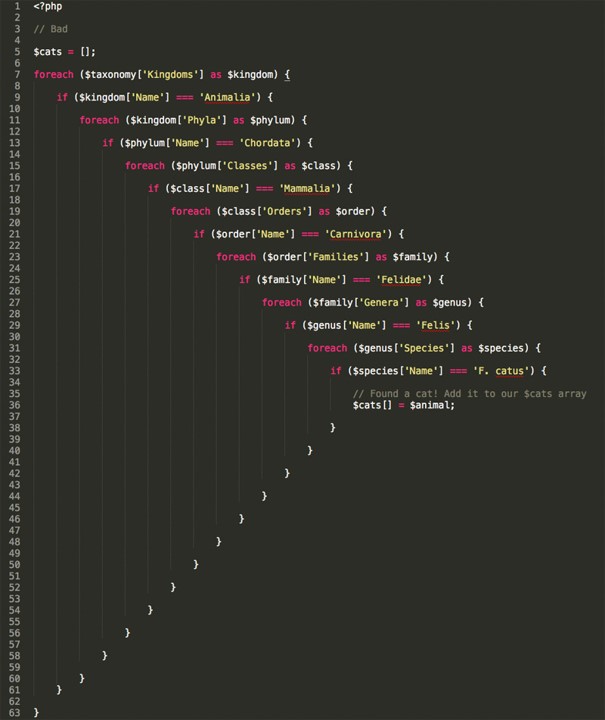 1 <?php
2
3 // Bad
4
5 $cats = [];
6
7 foreach ($taxonomy['Kingdoms'] as $kingdom) {
8
9 if ($kingdom['Name'] === 'Animalia') {
10
11 foreach ($kingdom['Phyla'] as $phylum) {
12
13 if ($phylum['Name'] === 'Chordata') {
14
15 foreach ($phylum['Classes'] as $class) {
16
17 if ($class['Name'] === 'Mammalia') {
18
19 foreach ($class['Orders'] as $order) {
20
21 if ($order['Name'] === 'Carnivora') {
22
23 foreach ($order['Families'] as $family) {
24
25 if ($family['Name'] === 'Felidae') {
26
27 foreach ($family['Genera'] as $genus) {
28
29 if ($genus['Name'] === 'Felis') {
30
31 foreach ($genus['Species'] as $species) {
32
33 if ($species['Name'] === 'F. catus') {
34
35 // Found a cat! Add it to our $cats array
36 $cats[] = $animal;
37
38 }
39
40 }
41
42 }
43
44 }
45
46 }
47
48 }
49
50 }
51
52 }
53
54 }
55
56 }
57
58 }
59
60 }
61 }
62
63 }